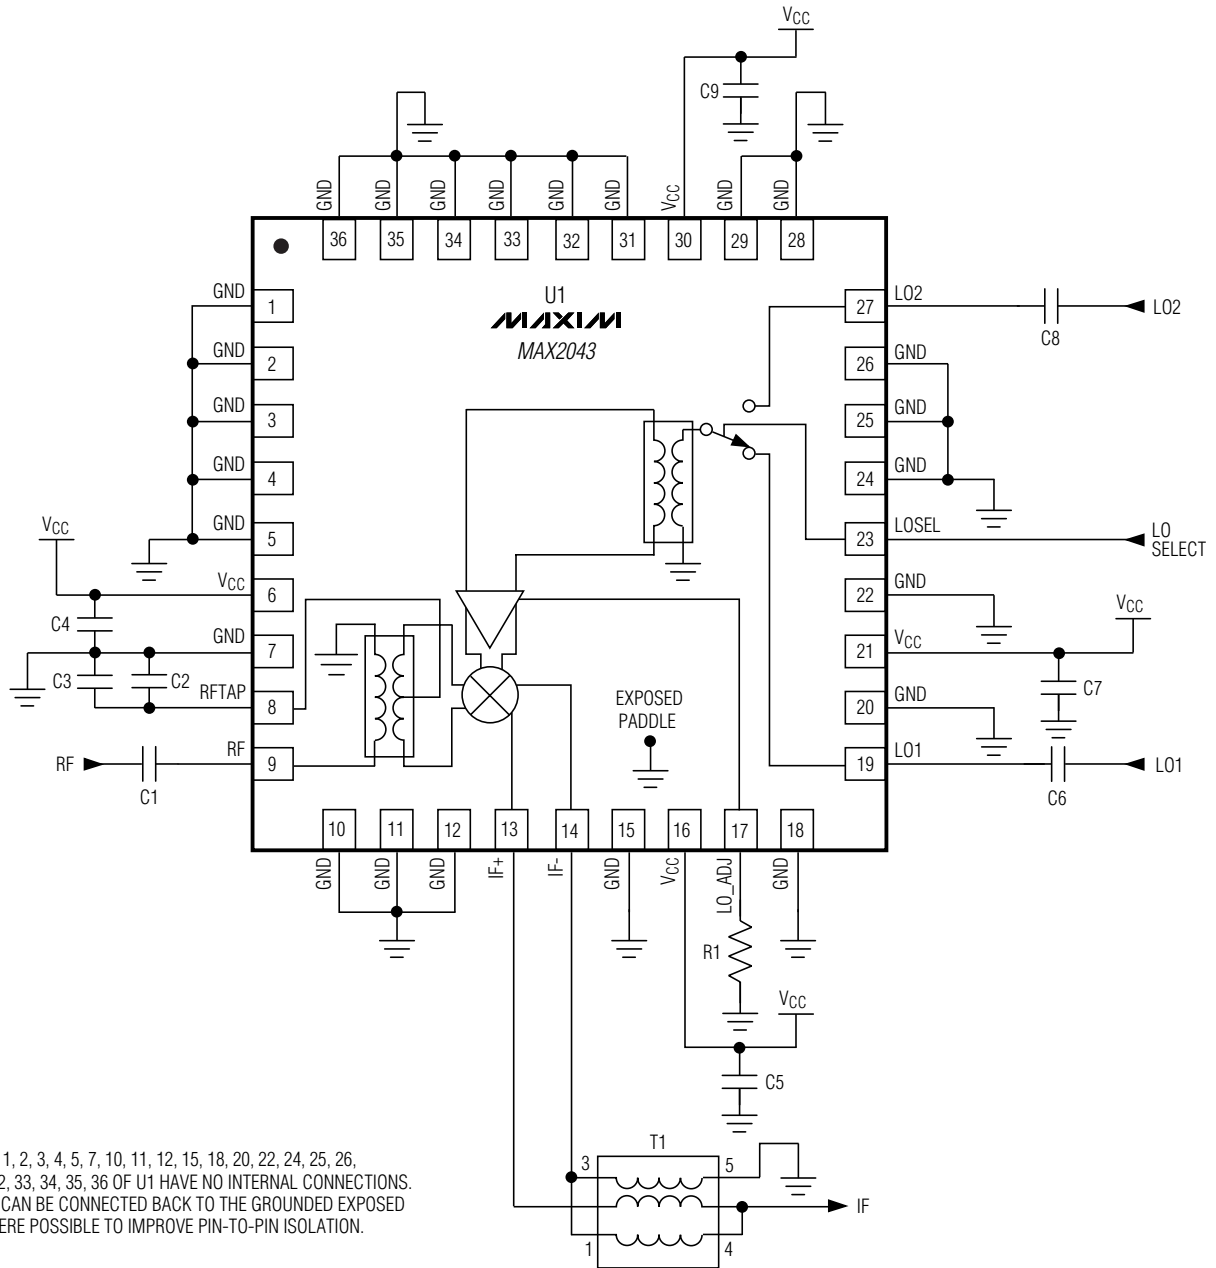 VCC
C9
GND GND GND GND GND GND VCC GND GND
36 35 34 33 32 31 30 29 28
U1
MAXIM
MAX2043
GND 1
GND 2
GND 3
GND 4
GND 5
VCC
VCC 6
C4
GND 7
C3 C2
RFTAP 8
RF
RF 9
C1
27 LO2
C8
LO2
26 GND
25 GND
24 GND
23 LOSEL
LO
SELECT
22 GND
VCC
21 VCC
C7
20 GND
19 LO1
C6
LO1
EXPOSED
PADDLE
10 11 12 13 14 15 16 17 18
GND GND GND IF+ IF- GND VCC LO_ADJ GND
R1
VCC
C5
T1
3 5
IF
1 4
1, 2, 3, 4, 5, 7, 10, 11, 12, 15, 18, 20, 22, 24, 25, 26,
2, 33, 34, 35, 36 OF U1 HAVE NO INTERNAL CONNECTIONS.
CAN BE CONNECTED BACK TO THE GROUNDED EXPOSED
ERE POSSIBLE TO IMPROVE PIN-TO-PIN ISOLATION.